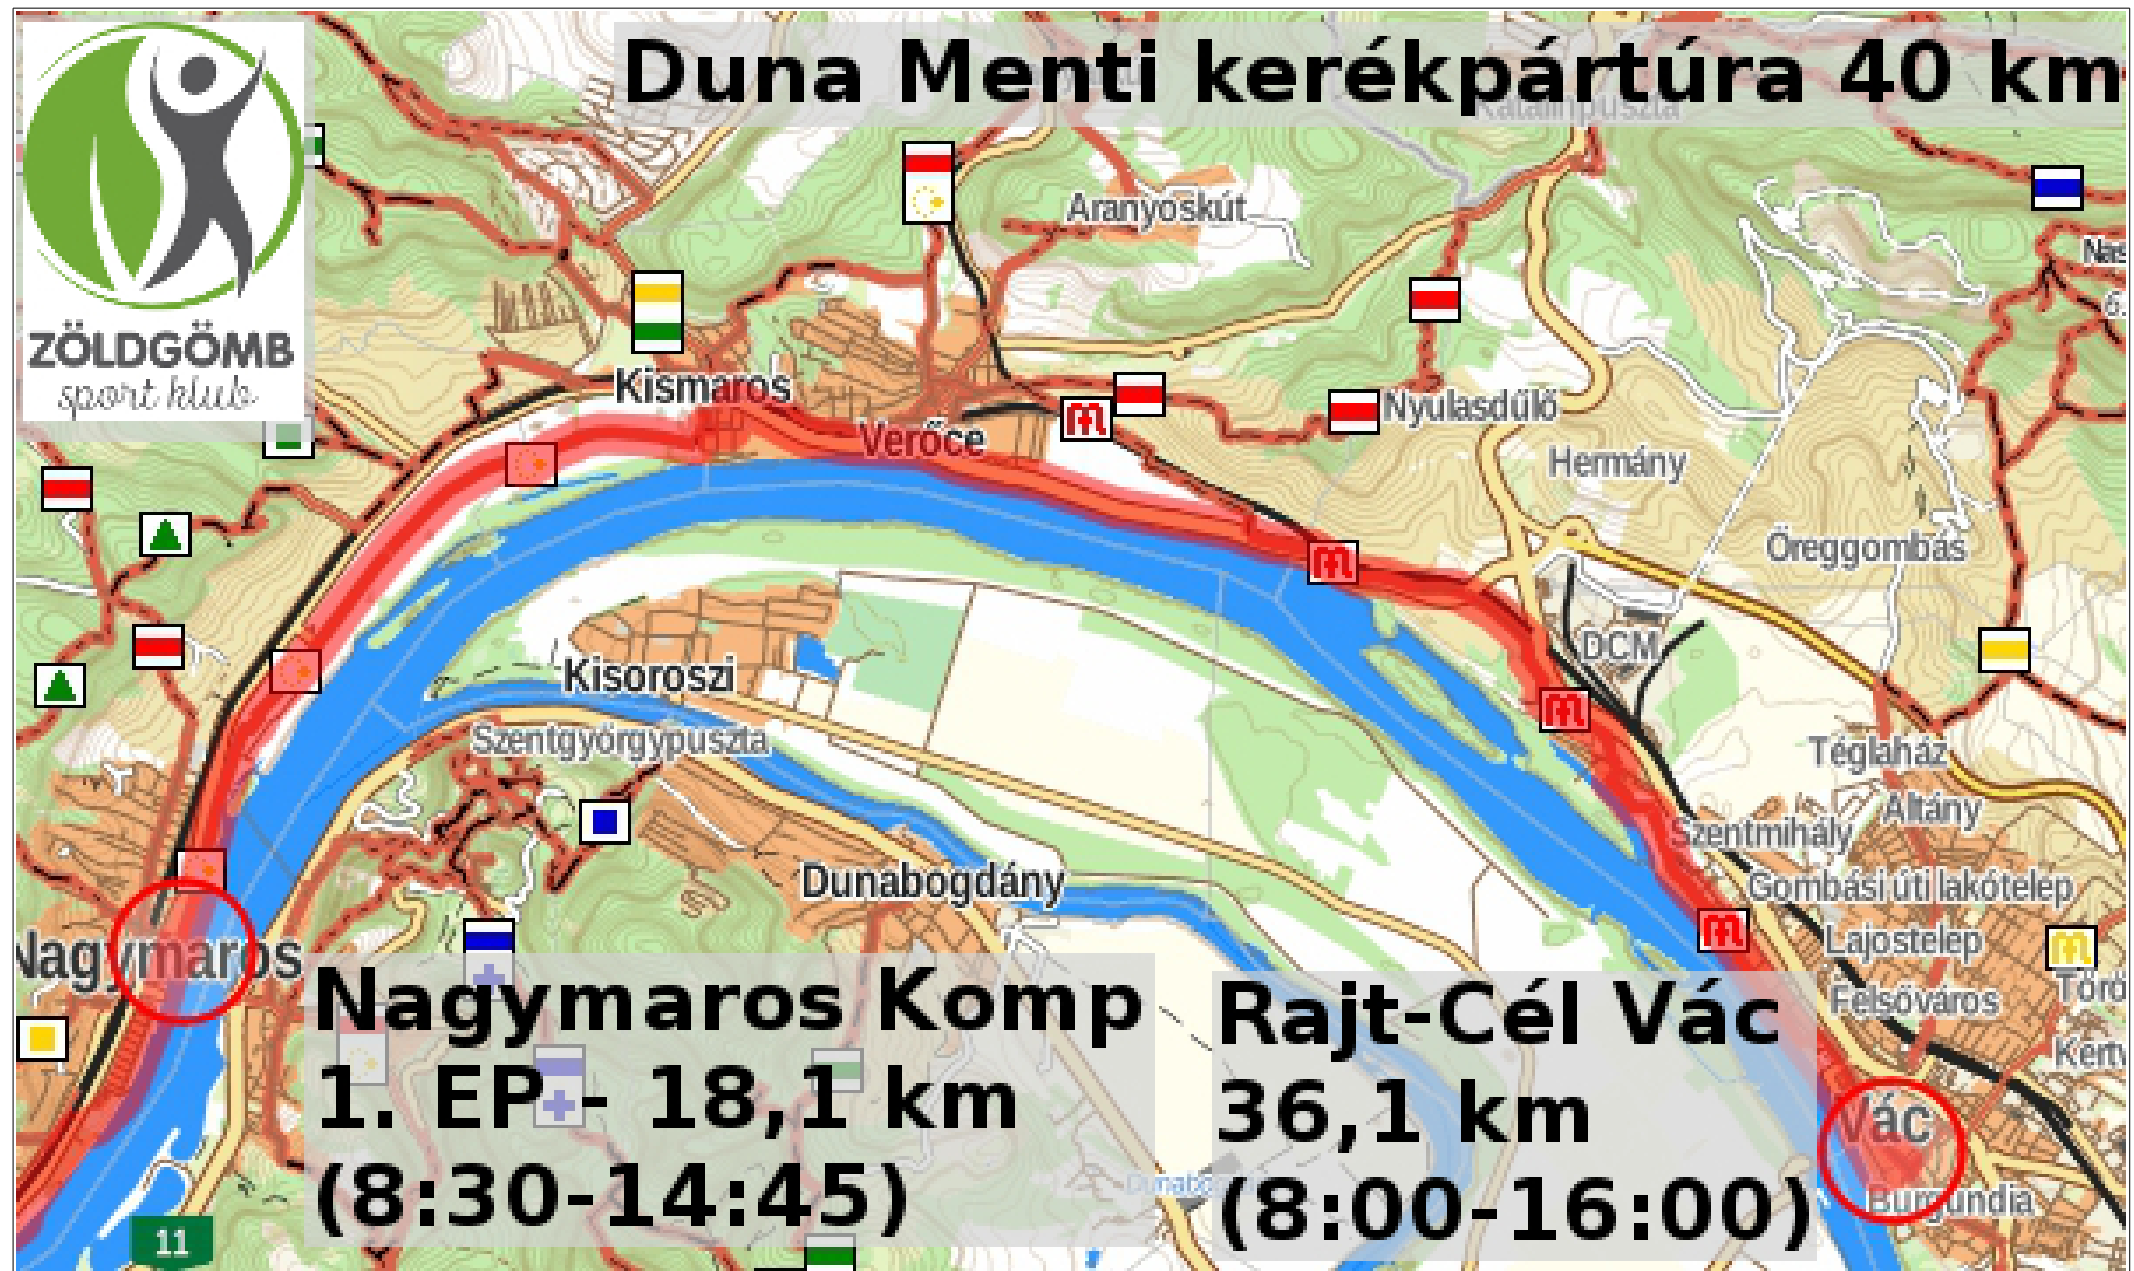 Duna Menti kerékpártúra 40 km
Katalinpuszta
ZÖLDGÖMB
sport klub
Aranyoskút
Kismaros
Verőce
Nyulasdűlő
Hermány
Öreggombás
DCM
Kisoroszi
Szentgyörgypuszta
Téglaház
Altány
Szentmihály
Gombási úti lakótelep
Dunabogdány
Lajostelep
Felsőváros
Nagymaros
Nagymaros Komp
1. EP - 18,1 km
(8:30-14:45)
Rajt-Cél Vác
36,1 km
(8:00-16:00)
Vác
Burgundia
11